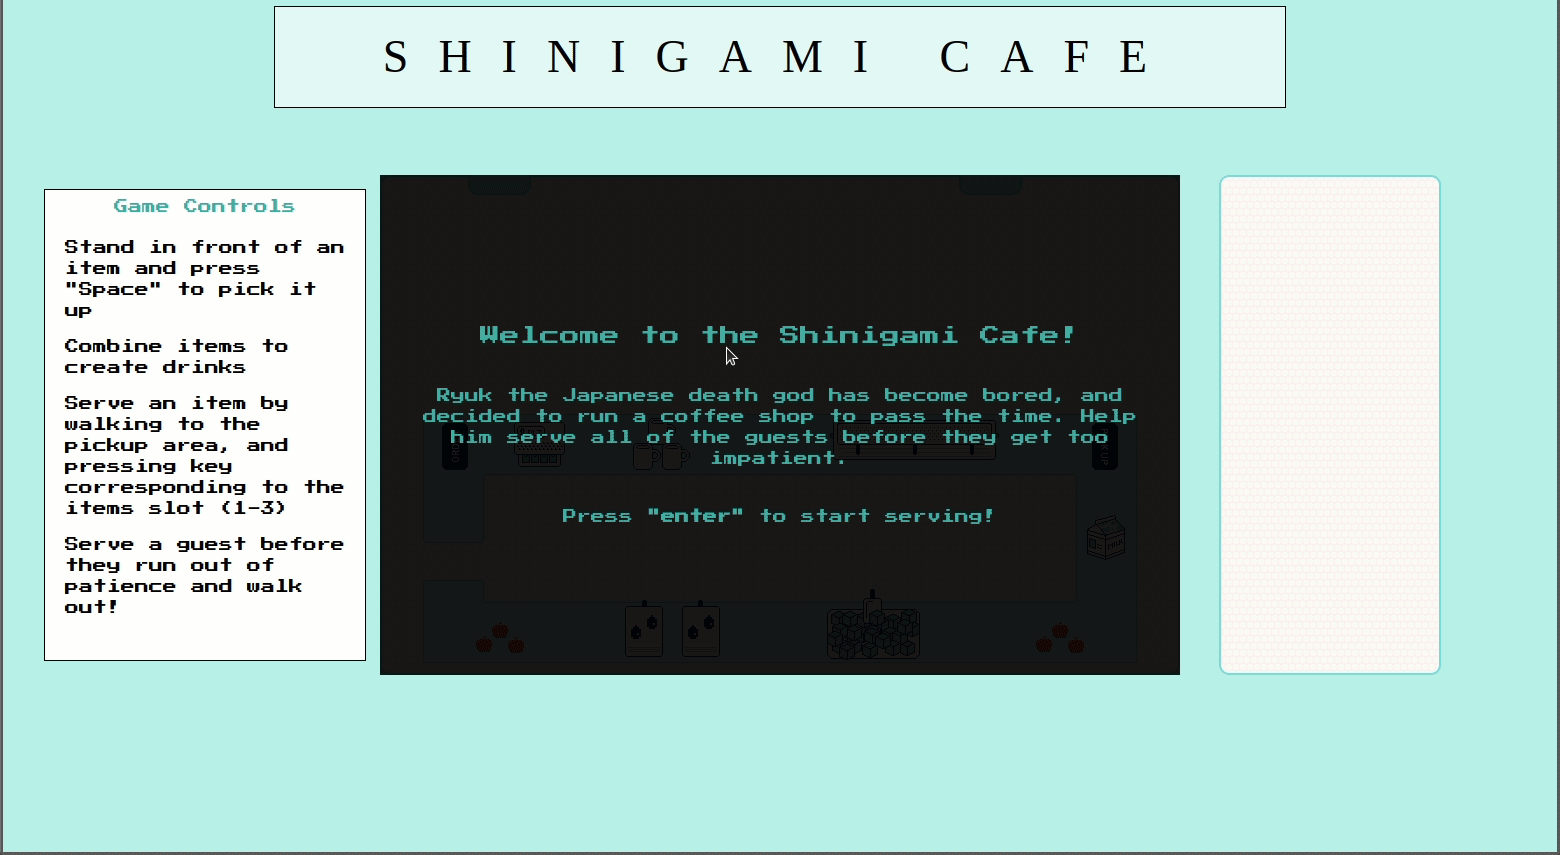 SHINIGAMI CAFE
Game Controls
Stand in front of an
item and press
"Space" to pick it
up
Combine items to
create drinks
Serve an item by
walking to the
pickup area, and
pressing key
corresponding to the
items slot (1-3)
Serve a guest before
they run out of
patience and walk
out!
Welcome to the Shinigami Cafe!
Ryuk the Japanese death god has become bored, and
decided to run a coffee shop to pass the time. Help
him serve all of the guests before they get too
impatient.
Press "enter" to start serving!